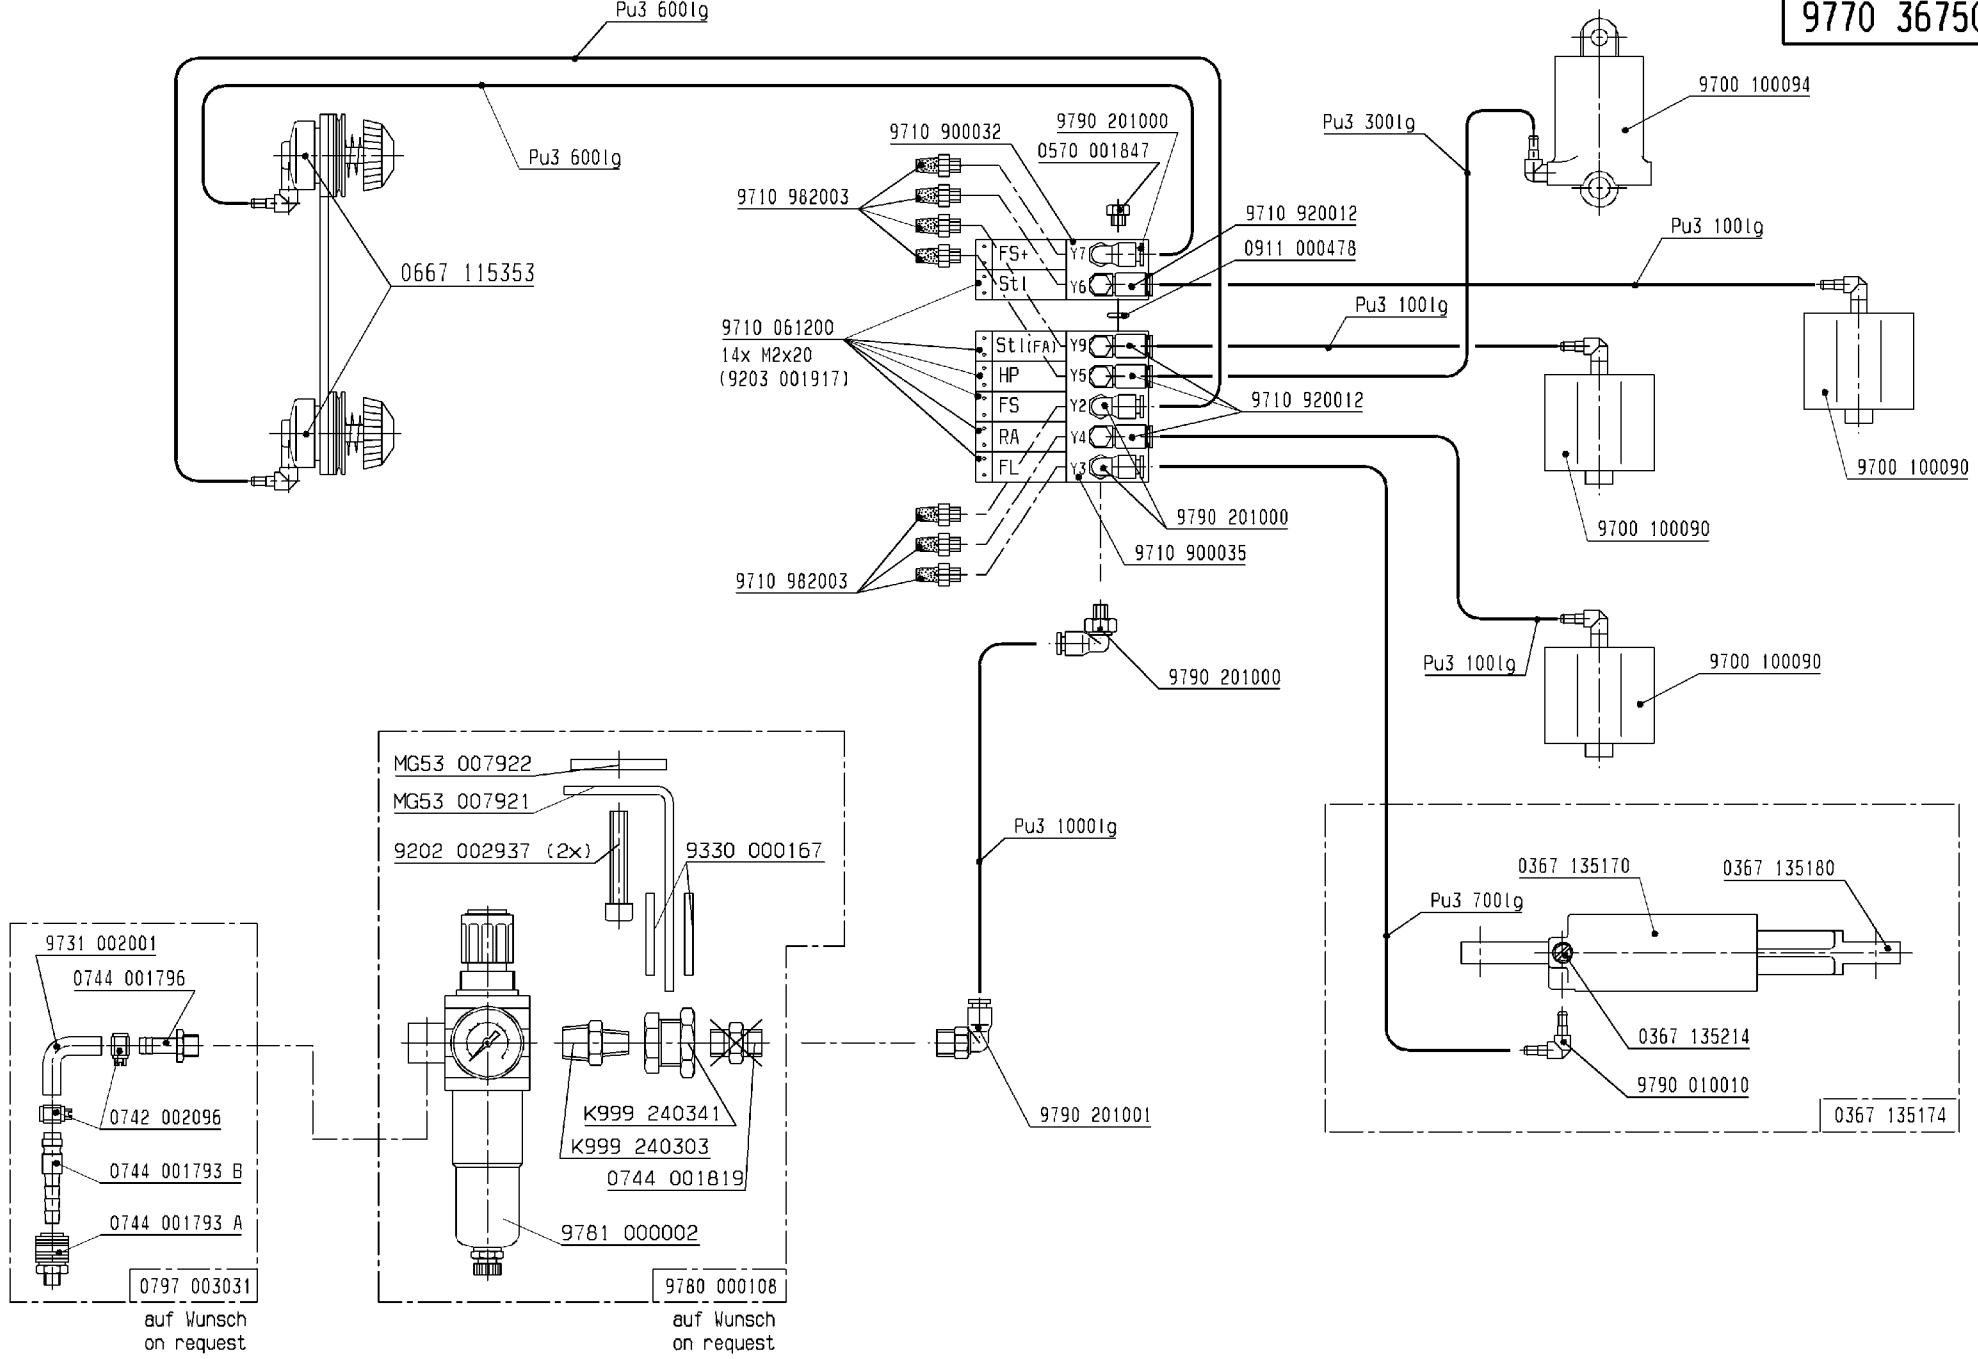 Pu3 600lg
9770 36750
9700 100094
Pu3 300lg
9790 201000
9710 900032
0570 001847
Pu3 600lg
9710 982003
9710 920012
0911 000478
Pu3 100lg
FS+ Y7
Stl Y6
0667 115353
9710 061200
14x M2x20
(9203 001917)
Pu3 100lg
Stl(FA) Y9
HP Y5
FS Y2
RA Y4
FL Y3
9710 920012
9700 100090
9790 201000
9700 100090
9710 900035
9710 982003
Pu3 100lg
9700 100090
9790 201000
MG53 007922
MG53 007921
9202 002937 (2x)
9330 000167
Pu3 1000lg
0367 135170
0367 135180
Pu3 700lg
9731 002001
0744 001796
0367 135214
9790 010010
0742 002096
K999 240341
K999 240303
9790 201001
0367 135174
0744 001793 B
0744 001819
0744 001793 A
9781 000002
0797 003031
9780 000108
auf Wunsch
on request
auf Wunsch
on request